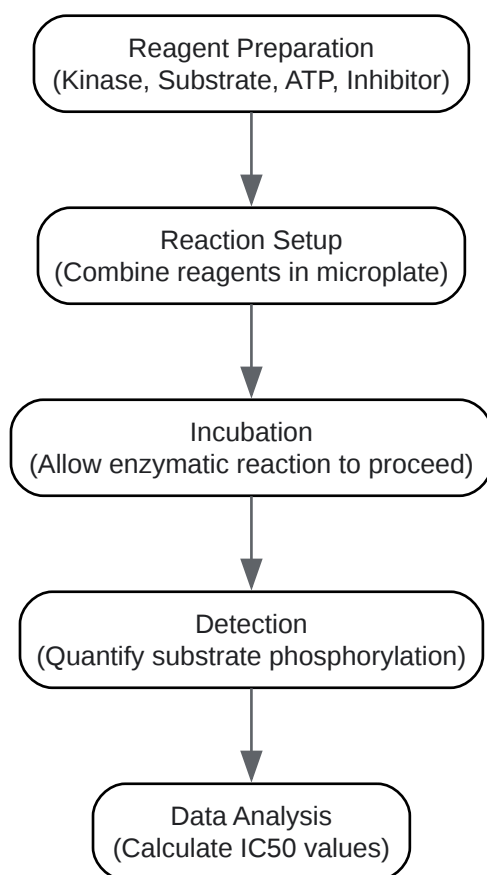 Reagent Preparation
(Kinase, Substrate, ATP, Inhibitor)
Reaction Setup
(Combine reagents in microplate)
Incubation
(Allow enzymatic reaction to proceed)
Detection
(Quantify substrate phosphorylation)
Data Analysis
(Calculate IC50 values)